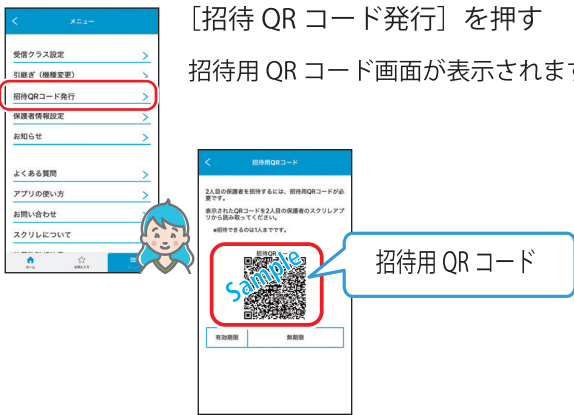 ［招待 QR コード発行］を押す
招待用 QR コード画面が表示されます
メニュー
受信クラス設定
引継ぎ（機種変更）
招待QRコード発行
保護者情報設定
お知らせ
よくある質問
アプリの使い方
お問い合わせ
スクリレについて
ホーム
お気に入り
招待用QRコード
2人目の保護者を招待するには、招待用QRコードが必
要です。
表示されたQRコードを2人目の保護者のスクリレアプ
リから読み取ってください。
※招待できるのは1人までです。
Sample
有効期限 無期限
招待用 QR コード